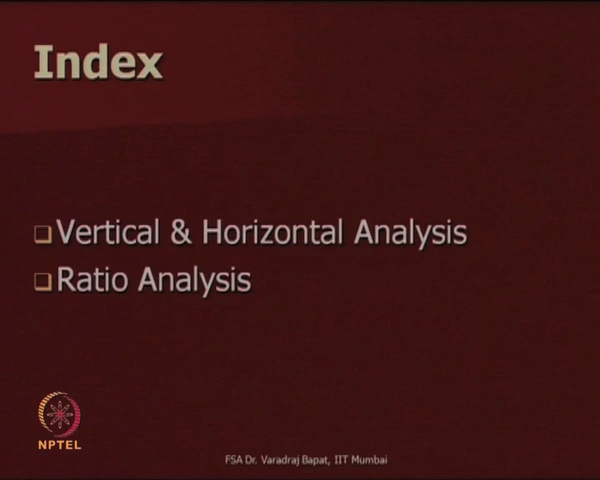 Index
Vertical & Horizontal Analysis
Ratio Analysis
NPTEL
FSA Dr. Varadraj Bapat, IIT Mumbai